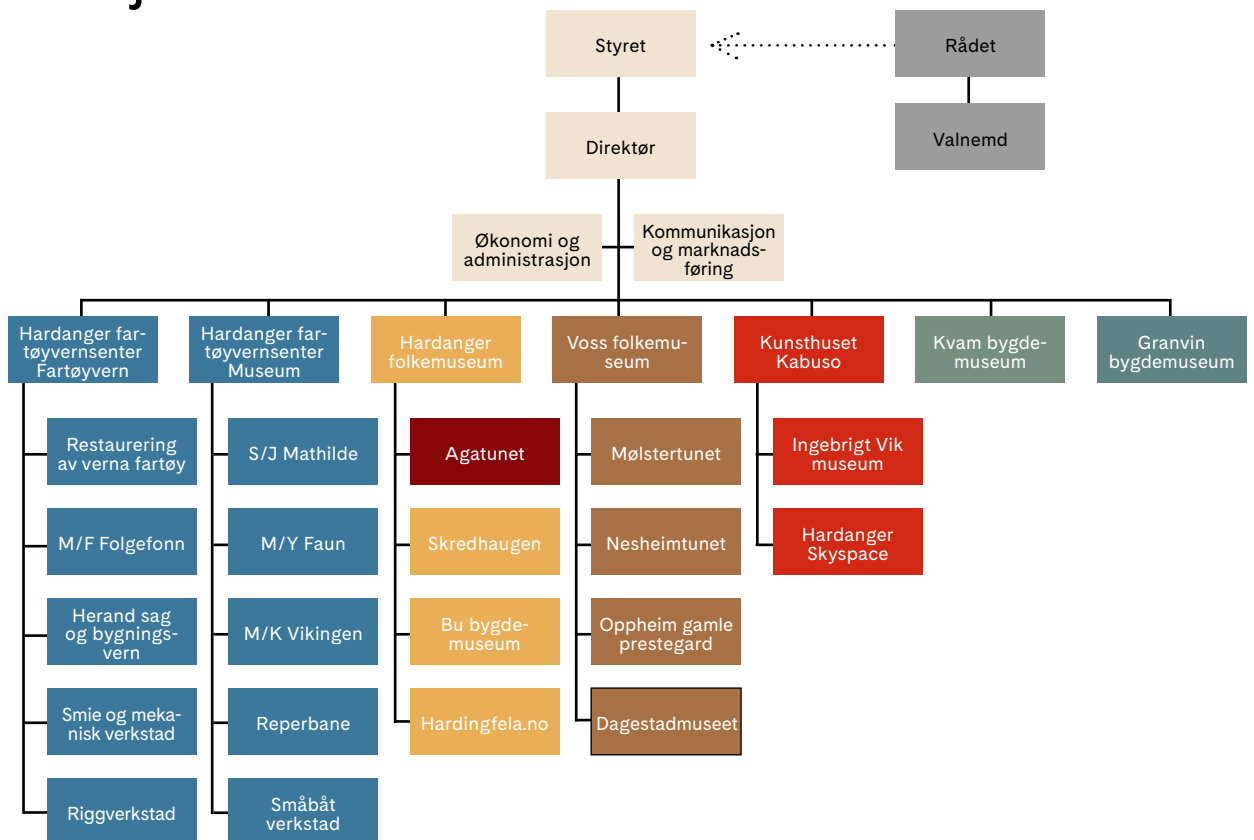 Styret
Rådet
Direktør
Valnemd
Økonomi og
administrasjon
Kommunikasjon
og marknads-
føring
Hardanger far-
tøyvernsenter
Fartøyvern
Hardanger far-
tøyvernsenter
Museum
Hardanger
folkemuseum
Voss folkemu-
seum
Kunsthuset
Kabuso
Kvam bygde-
museum
Granvin
bygdemuseum
Restaurering
av verna fartøy
S/J Mathilde
Agatunet
Mølstertunet
Ingebrigt Vik
museum
M/F Folgefonn
M/Y Faun
Skredhaugen
Nesheimtunet
Hardanger
Skyspace
Herand sag
og bygnings-
vern
M/K Vikingen
Bu bygde-
museum
Oppheim gamle
prestegard
Smie og meka-
nisk verkstad
Reperbane
Hardingfela.no
Dagestadmuseet
Riggverkstad
Småbåt
verkstad